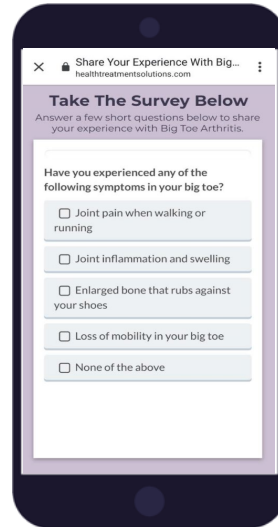 Share Your Experience With Big...
healthtreatmentsolutions.com
Take The Survey Below
Answer a few short questions below to share
your experience with Big Toe Arthritis.
Have you experienced any of the
following symptoms in your big toe?
Joint pain when walking or
running
Joint inflammation and swelling
Enlarged bone that rubs against
your shoes
Loss of mobility in your big toe
None of the above